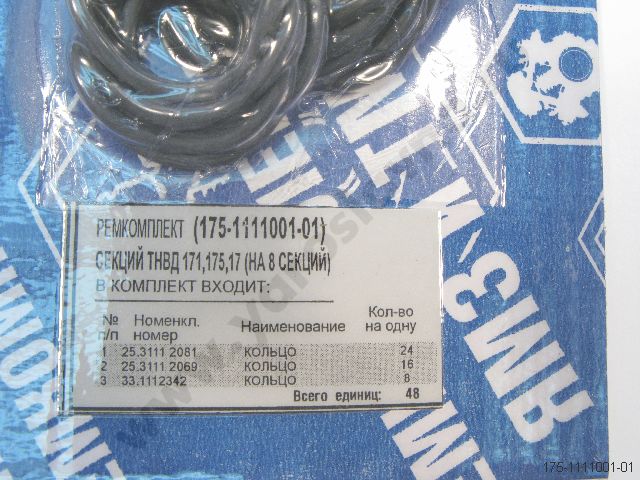 РЕМКОМПЛЕКТ (175-1111001-01)
СЕКЦИЙ ТНВД 171,175,17 (НА 8 СЕКЦИЙ)
В КОМПЛЕКТ ВХОДИТ:
№ п/п Номенкл. номер Наименование Кол-во на одну
1 25.3111 2081 КОЛЬЦО 24
2 25.3111 2069 КОЛЬЦО 16
3 33.1112342 КОЛЬЦО 8
Всего единиц: 48
ЯМЗ
175-1111001-01